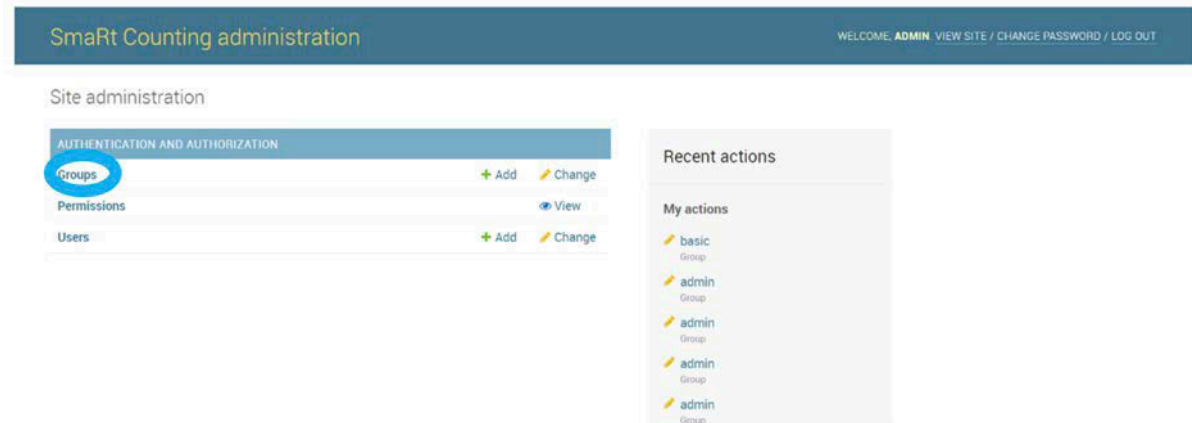 SmaRt Counting administration
WELCOME, ADMIN. VIEW SITE / CHANGE PASSWORD / LOG OUT
Site administration
AUTHENTICATION AND AUTHORIZATION
Groups + Add Change
Permissions View
Users + Add Change
Recent actions
My actions
basic
Group
admin
Group
admin
Group
admin
Group
admin
Group